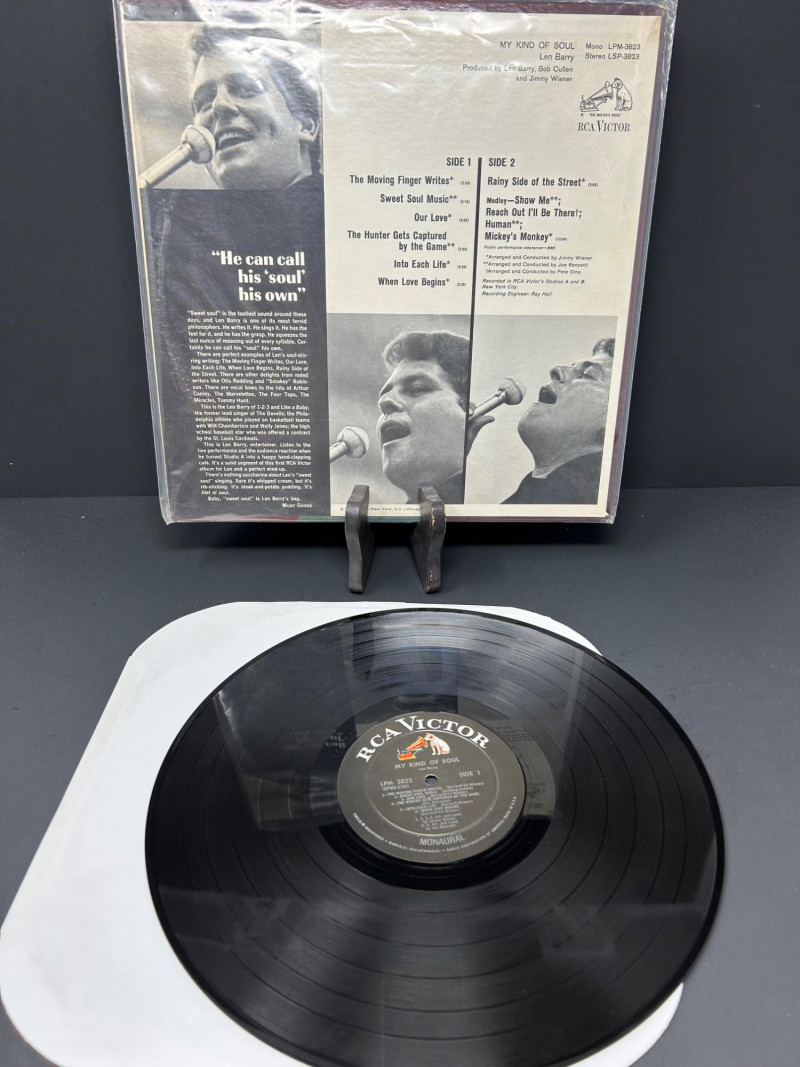 MY KIND OF SOUL
Len Barry
Produced by Len Barry, Bob Cullen
and Jimmy Wisner
Mono LPM-3823
Stereo LSP-3823
"HIS MASTER'S VOICE"
RCA VICTOR
SIDE 1
The Moving Finger Writes*
Sweet Soul Music**
Our Love*
The Hunter Gets Captured
by the Game**
Into Each Life*
When Love Begins*
SIDE 2
Rainy Side of the Street*
Medley—Show Me**;
Reach Out I'll Be There†;
Human**;
Mickey's Monkey*
Public performance clearance—BMI
*Arranged and Conducted by Jimmy Wisner
**Arranged and Conducted by Joe Renzetti
†Arranged and Conducted by Pete Dino
Recorded in RCA Victor's Studios A and B,
New York City.
Recording Engineer: Ray Hall.
“He can call
his ‘soul’
his own”
"Sweet soul" is the tastiest sound around these
days, and Len Barry is one of its most fervid
philosophers. He writes it. He sings it. He has the
feel for it, and he has the grasp. He squeezes the
last ounce of meaning out of every syllable. Cer-
tainly he can call his "soul" his own.
There are perfect examples of Len's soul-stir-
ring writing: The Moving Finger Writes, Our Love,
Into Each Life, When Love Begins, Rainy Side of
the Street. There are other delights from noted
writers like Otis Redding and "Smokey" Robin-
son. There are vocal bows to the hits of Arthur
Conley, The Marvelettes, The Four Tops, The
Miracles, Tommy Hunt.
This is the Len Barry of 1-2-3 and Like a Baby;
the former lead singer of The Dovells; the Phila-
delphia athlete who played on basketball teams
with Wilt Chamberlain and Wally Jones; the high
school baseball star who was offered a contract
by the St. Louis Cardinals.
This is Len Barry, entertainer. Listen to the
live performance and the audience reaction when
he turned Studio A into a happy hand-clapping
cafe. It's a solid segment of this first RCA Victor
album for Len and a perfect wind-up.
There's nothing saccharine about Len's "sweet
soul" singing. Sure it's whipped cream, but it's
rib-sticking. It's steak-and-potato pudding. It's
filet of soul.
Baby, "sweet soul" is Len Barry's bag.
MORT GOODE
New York, N.Y.
RCA VICTOR
MY KIND OF SOUL
Len Barry
LPM 3823
SIDE 1
MONAURAL